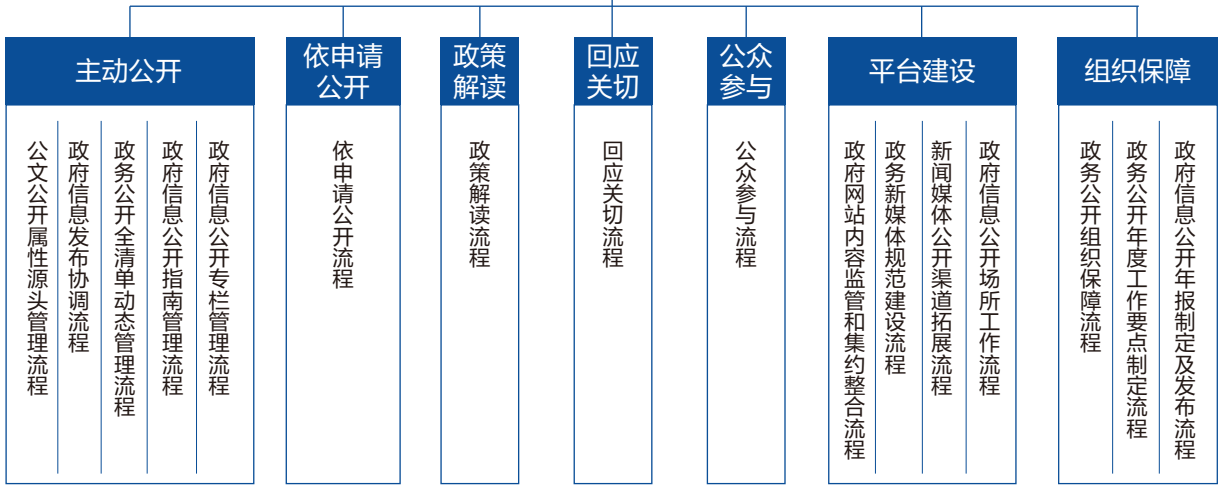 主动公开
公文公开属性源头管理流程
政府信息发布协调流程
政务公开全清单动态管理流程
政府信息公开指南管理流程
政府信息公开专栏管理流程
依申请
公开
依申请公开流程
政策
解读
政策解读流程
回应
关切
回应关切流程
公众
参与
公众参与流程
平台建设
政府网站内容监管和集约整合流程
政务新媒体规范建设流程
新闻媒体公开渠道拓展流程
政府信息公开场所工作流程
组织保障
政务公开组织保障流程
政务公开年度工作要点制定流程
政府信息公开年报制定及发布流程